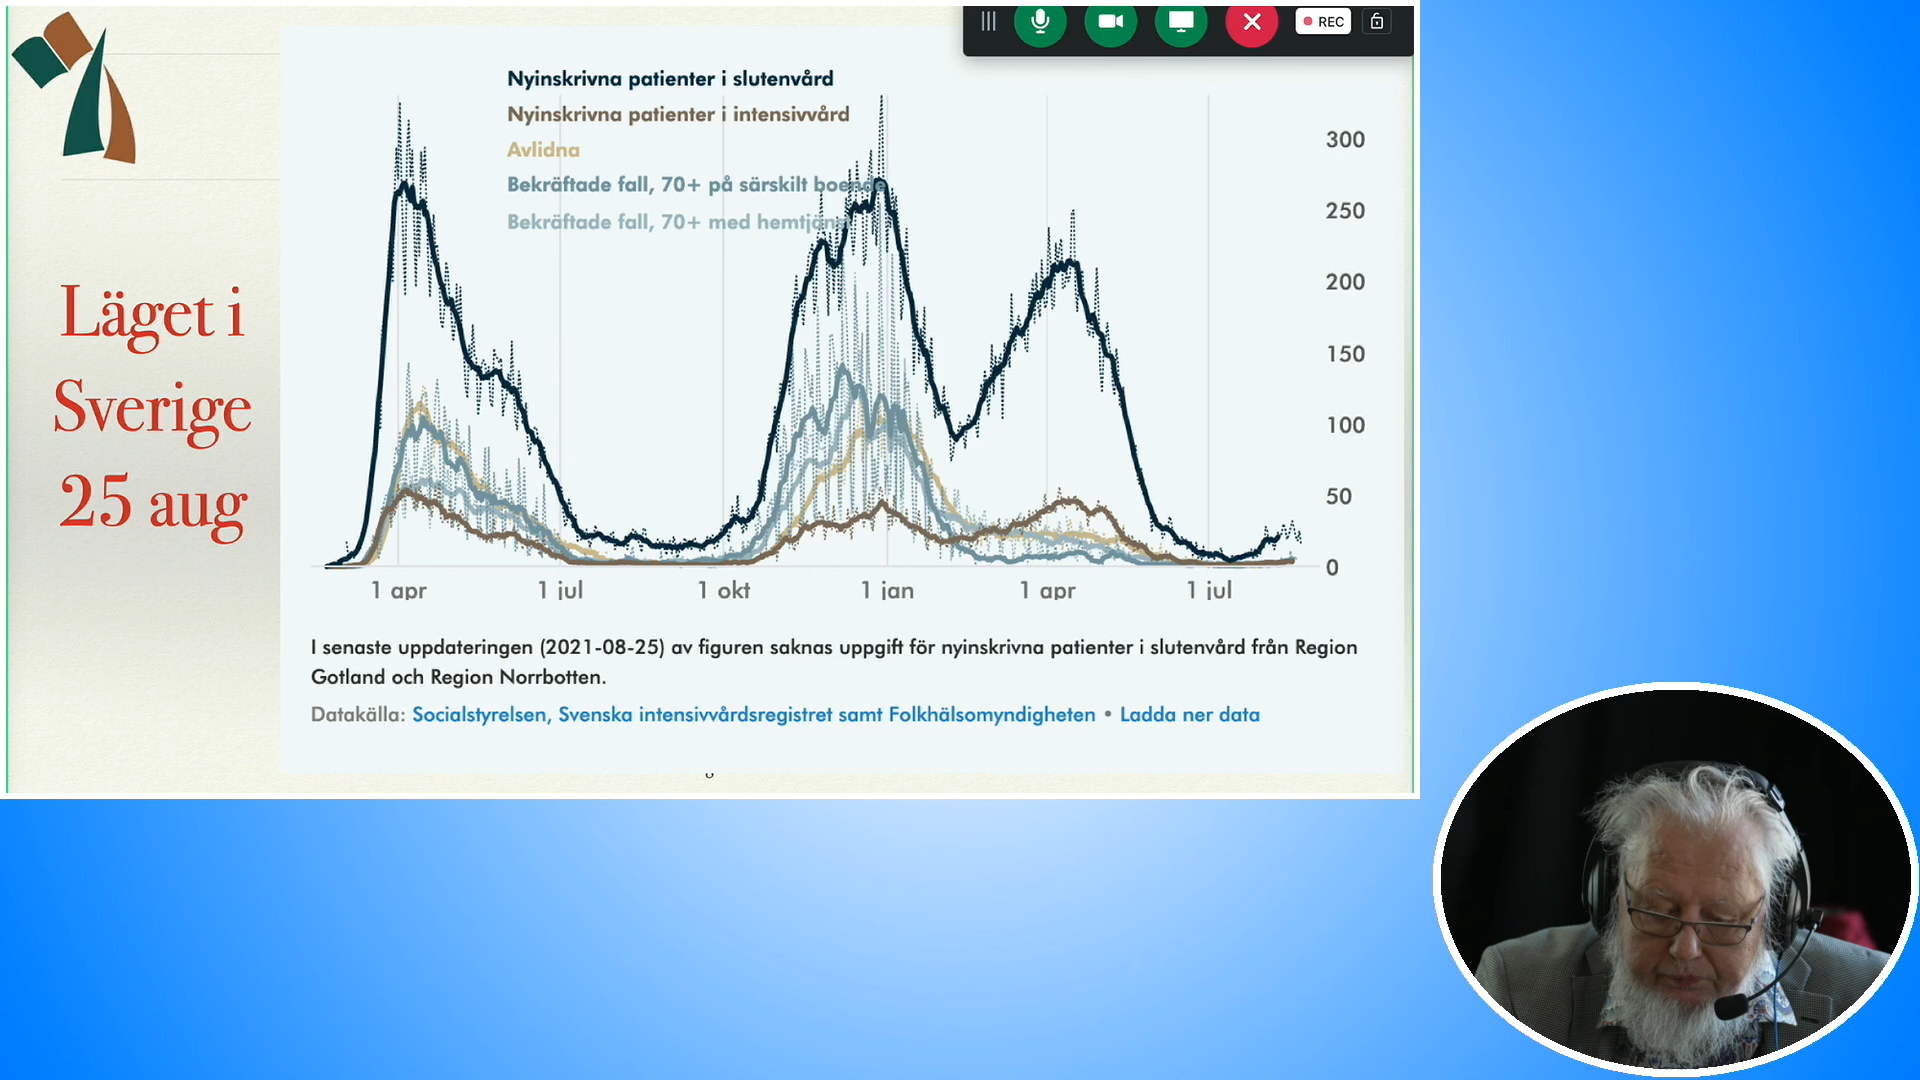 REC
Nyinskrivna patienter i slutenvård
Nyinskrivna patienter i intensivvård
Avlidna
Bekräftade fall, 70+ på särskilt boende
Bekräftade fall, 70+ med hemtjänst
Läget i
Sverige
25 aug
300
250
200
150
100
50
0
1 apr 1 jul 1 okt 1 jan 1 apr 1 jul
I senaste uppdateringen (2021-08-25) av figuren saknas uppgift för nyinskrivna patienter i slutenvård från Region
Gotland och Region Norrbotten.
Datakälla: Socialstyrelsen, Svenska intensivvårdsregistret samt Folkhälsomyndigheten • Ladda ner data